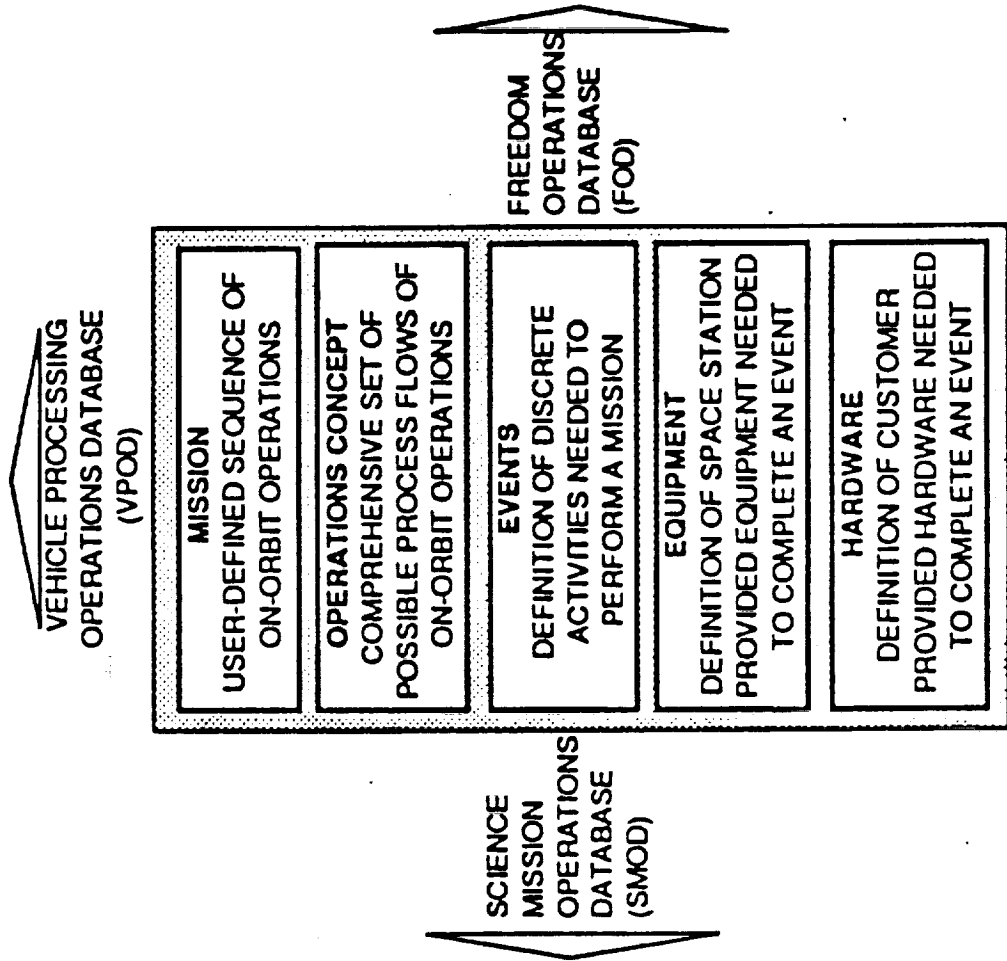 VEHICLE PROCESSING
OPERATIONS DATABASE
(VPOD)
SCIENCE
MISSION
OPERATIONS
DATABASE
(SMOD)
MISSION
USER-DEFINED SEQUENCE OF
ON-ORBIT OPERATIONS
OPERATIONS CONCEPT
COMPREHENSIVE SET OF
POSSIBLE PROCESS FLOWS OF
ON-ORBIT OPERATIONS
EVENTS
DEFINITION OF DISCRETE
ACTIVITIES NEEDED TO
PERFORM A MISSION
EQUIPMENT
DEFINITION OF SPACE STATION
PROVIDED EQUIPMENT NEEDED
TO COMPLETE AN EVENT
HARDWARE
DEFINITION OF CUSTOMER
PROVIDED HARDWARE NEEDED
TO COMPLETE AN EVENT
FREEDOM
OPERATIONS
DATABASE
(FOD)